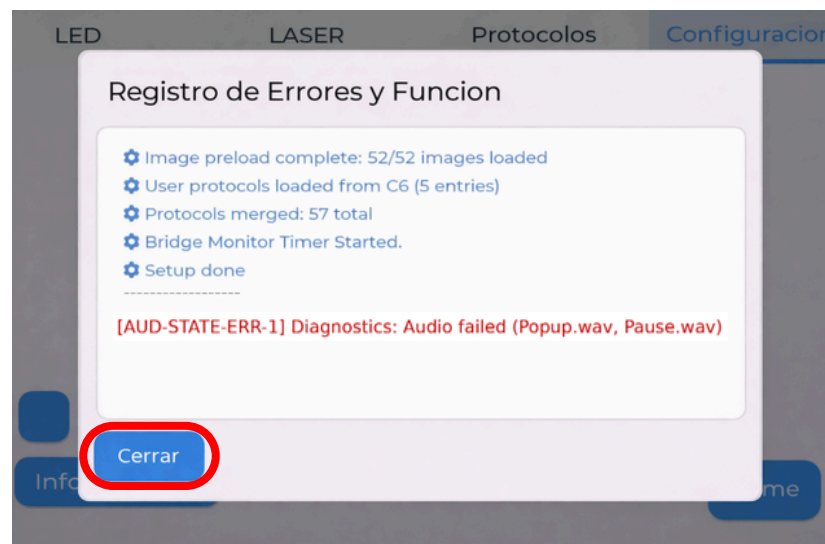 LED LASER Protocolos Configuracion
Registro de Errores y Funcion
Image preload complete: 52/52 images loaded
User protocols loaded from C6 (5 entries)
Protocols merged: 57 total
Bridge Monitor Timer Started.
Setup done
------------------
[AUD-STATE-ERR-1] Diagnostics: Audio failed (Popup.wav, Pause.wav)
Cerrar